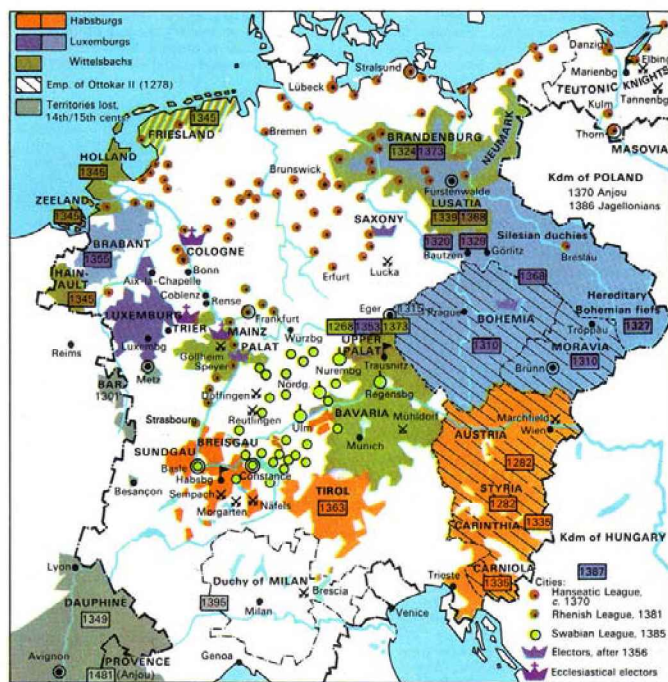 Habsburgs
Luxemburgs
Wittelsbachs
Emp. of Ottokar II (1278)
Territories lost,
14th/15th cents
Danzig
Elbing
Stralsund
Marienbg
TEUTONIC KNIGHTS
Lübeck
Tannenbg
Kulm
1345
FRIESLAND
Bremen
Thorn
MASOVIA
HOLLAND
1345
BRANDENBURG
1324 1373
NEUMARK
Brunswick
Kdm of POLAND
1370 Anjou
1386 Jagellonians
ZEELAND
1345
Furstenwalde
LUSATIA
1339 1368
SAXONY
BRABANT
1355
COLOGNE
1320 1329
Silesian duchies
Bautzen
Görlitz
Breslau
Bonn
Aix-la-Chapelle
Erfurt
Lucka
HAIN-
AULT
1345
Coblenz
Rense
1368
Hereditary
Bohemian fiefs
1327
LUXEMBURG
Frankfurt
Eger
1315
Prague
BOHEMIA
1310
Troppau
TRIER
MAINZ
1268 1353 1373
Würzbg
MORAVIA
1310
Luxembg
PALAT
UPPER
PALAT
Reims
Gollheim
Speyer
Trausnitz
Brünn
Metz
Nuremb
BAR
1301
Nördg.
Regensbg
Döffingen
Reutlingen
BAVARIA
Mühldorf
Marchfield
Strasbourg
Ulm
AUSTRIA
Wien
Munich
1282
BREISGAU
SUNDGAU
Basle
Habsbg
Constance
STYRIA
1282
Besançon
Sempach
Näfels
Morgarten
TIROL
1363
CARINTHIA
1335
Kdm of HUNGARY
CARNIOLA
1335
1387
Lyon
Duchy of MILAN
Trieste
Cities:
DAUPHINE
1349
1395
Milan
Brescia
Venice
Hanseatic League,
c. 1370
Rhenish League, 1381
Swabian League, 1385
Avignon
PROVENCE
1481 (Anjou)
Genoa
Electors, after 1356
Ecclesiastical electors